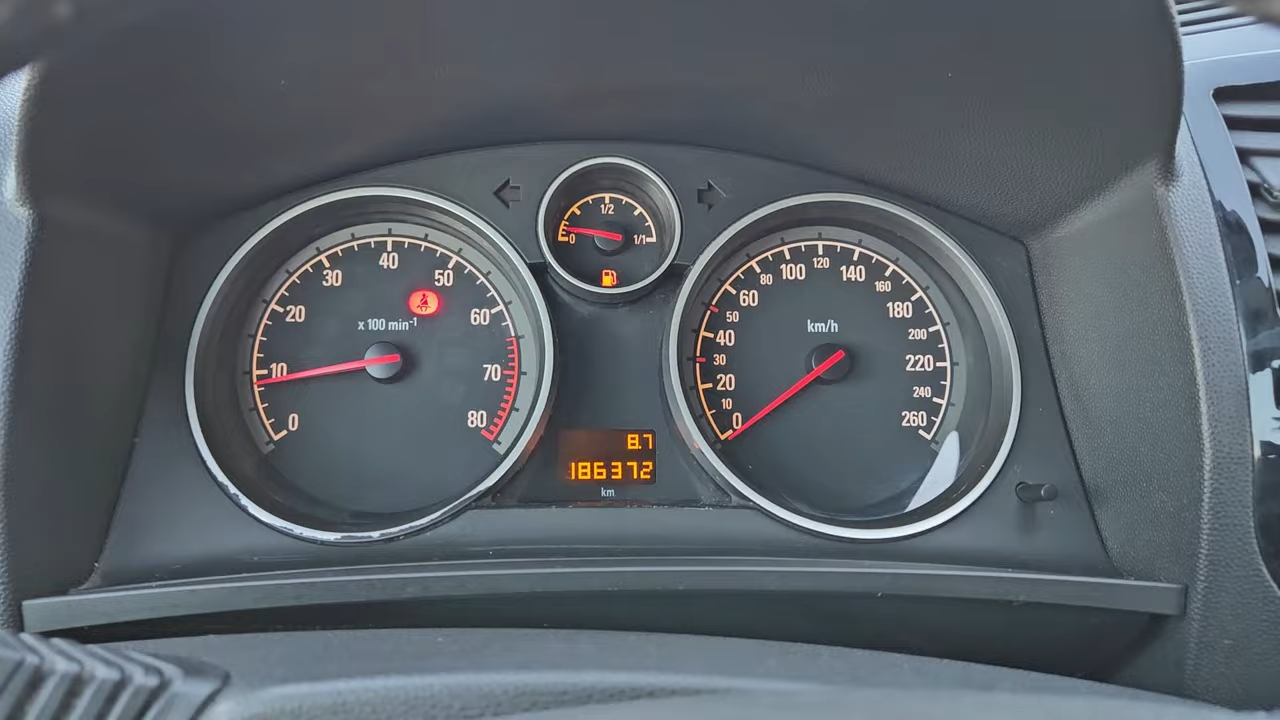 1/2
0 1/1
0 10 20 30 40 50 60 70 80
x 100 min-1
0 10 20 30 40 50 60 80 100 120 140 160 180 200 220 240 260
km/h
8.7
186372
km